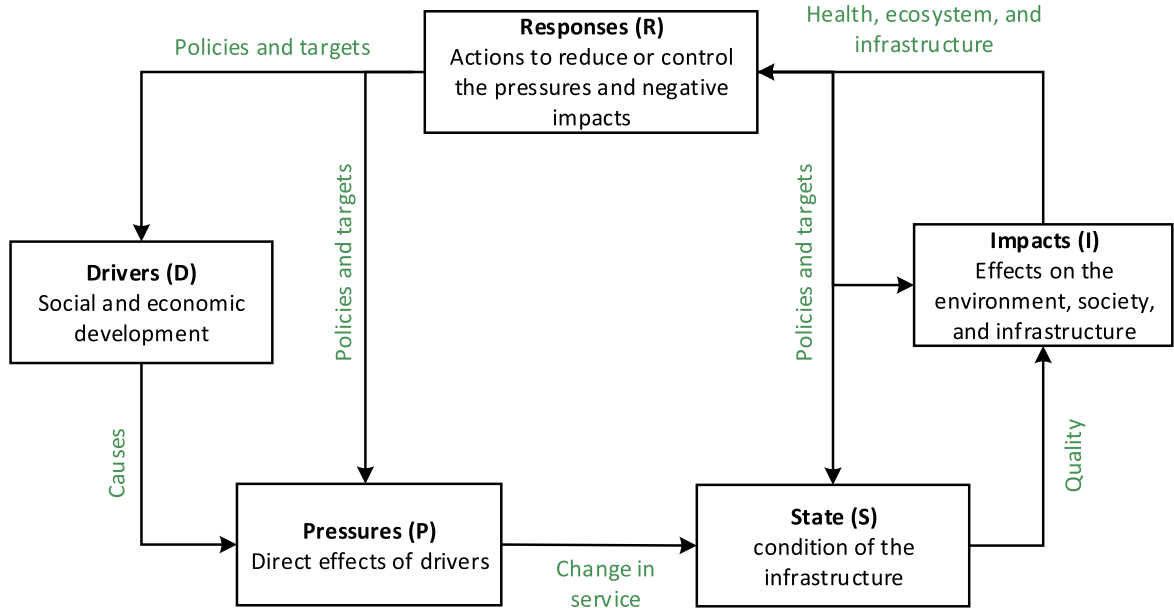 Policies and targets
Responses (R)
Actions to reduce or control
the pressures and negative
impacts
Health, ecosystem, and
infrastructure
Policies and targets
Policies and targets
Drivers (D)
Social and economic
development
Impacts (I)
Effects on the
environment, society,
and infrastructure
Causes
Quality
Pressures (P)
Direct effects of drivers
Change in
service
State (S)
condition of the
infrastructure